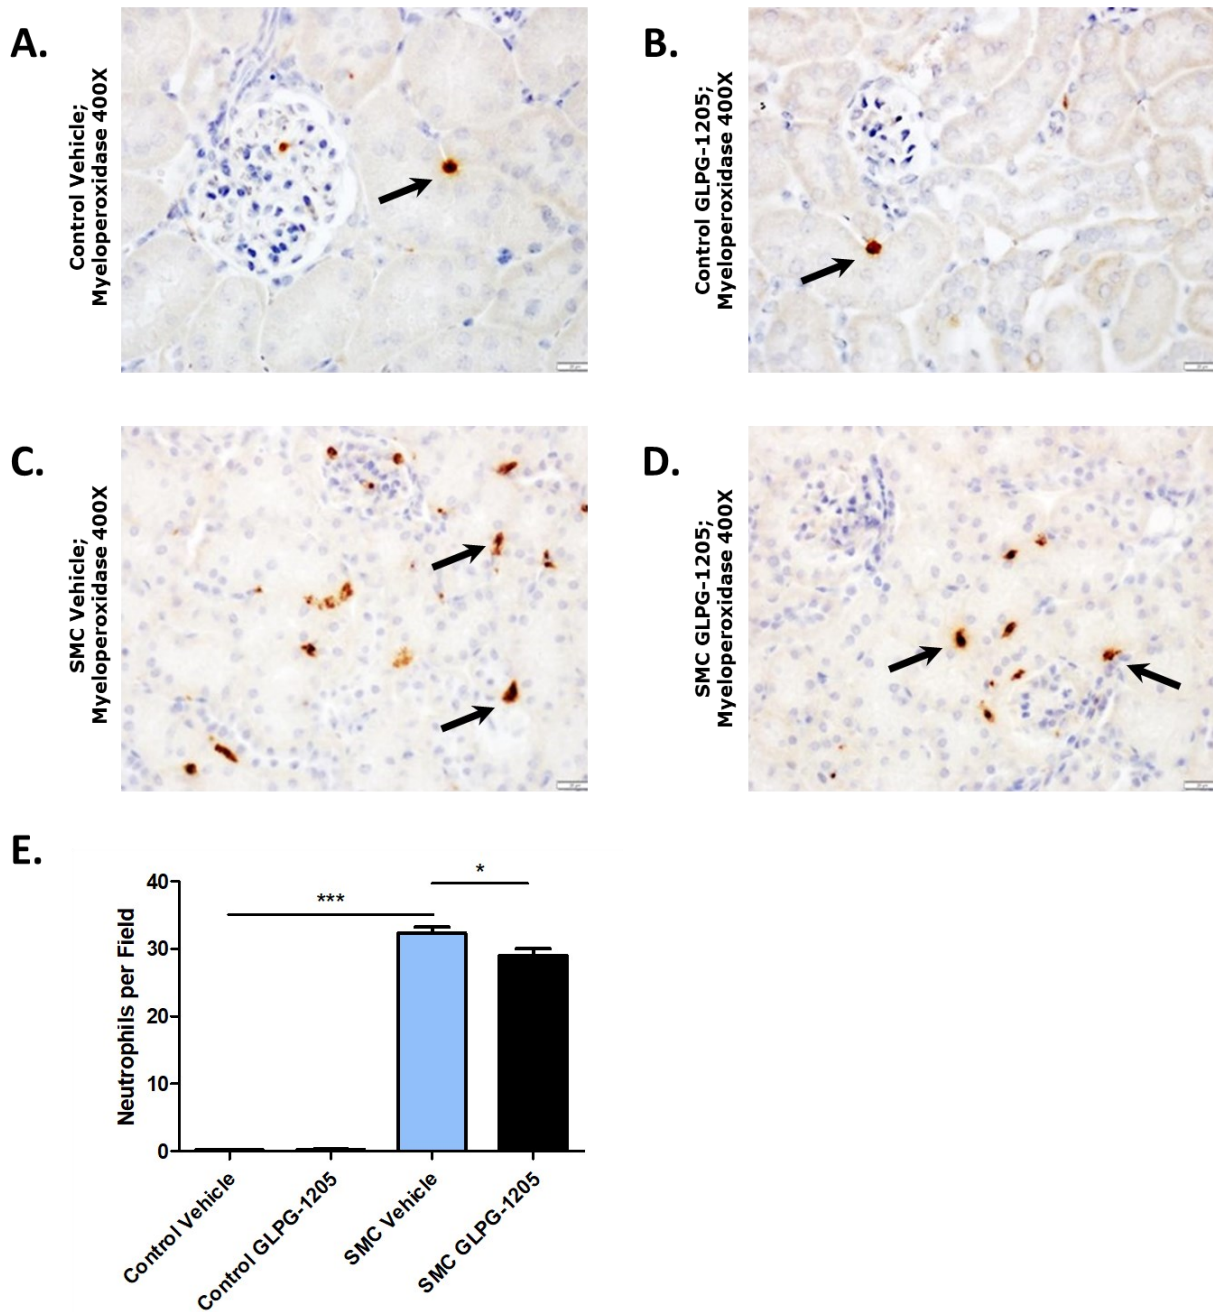 A.
Control Vehicle;
Myeloperoxidase 400X
B.
Control GLPG-1205;
Myeloperoxidase 400X
C.
SMC Vehicle;
Myeloperoxidase 400X
D.
SMC GLPG-1205;
Myeloperoxidase 400X
E.
Neutrophils per Field
40
30
20
10
0
***
*
Control Vehicle
Control GLPG-1205
SMC Vehicle
SMC GLPG-1205